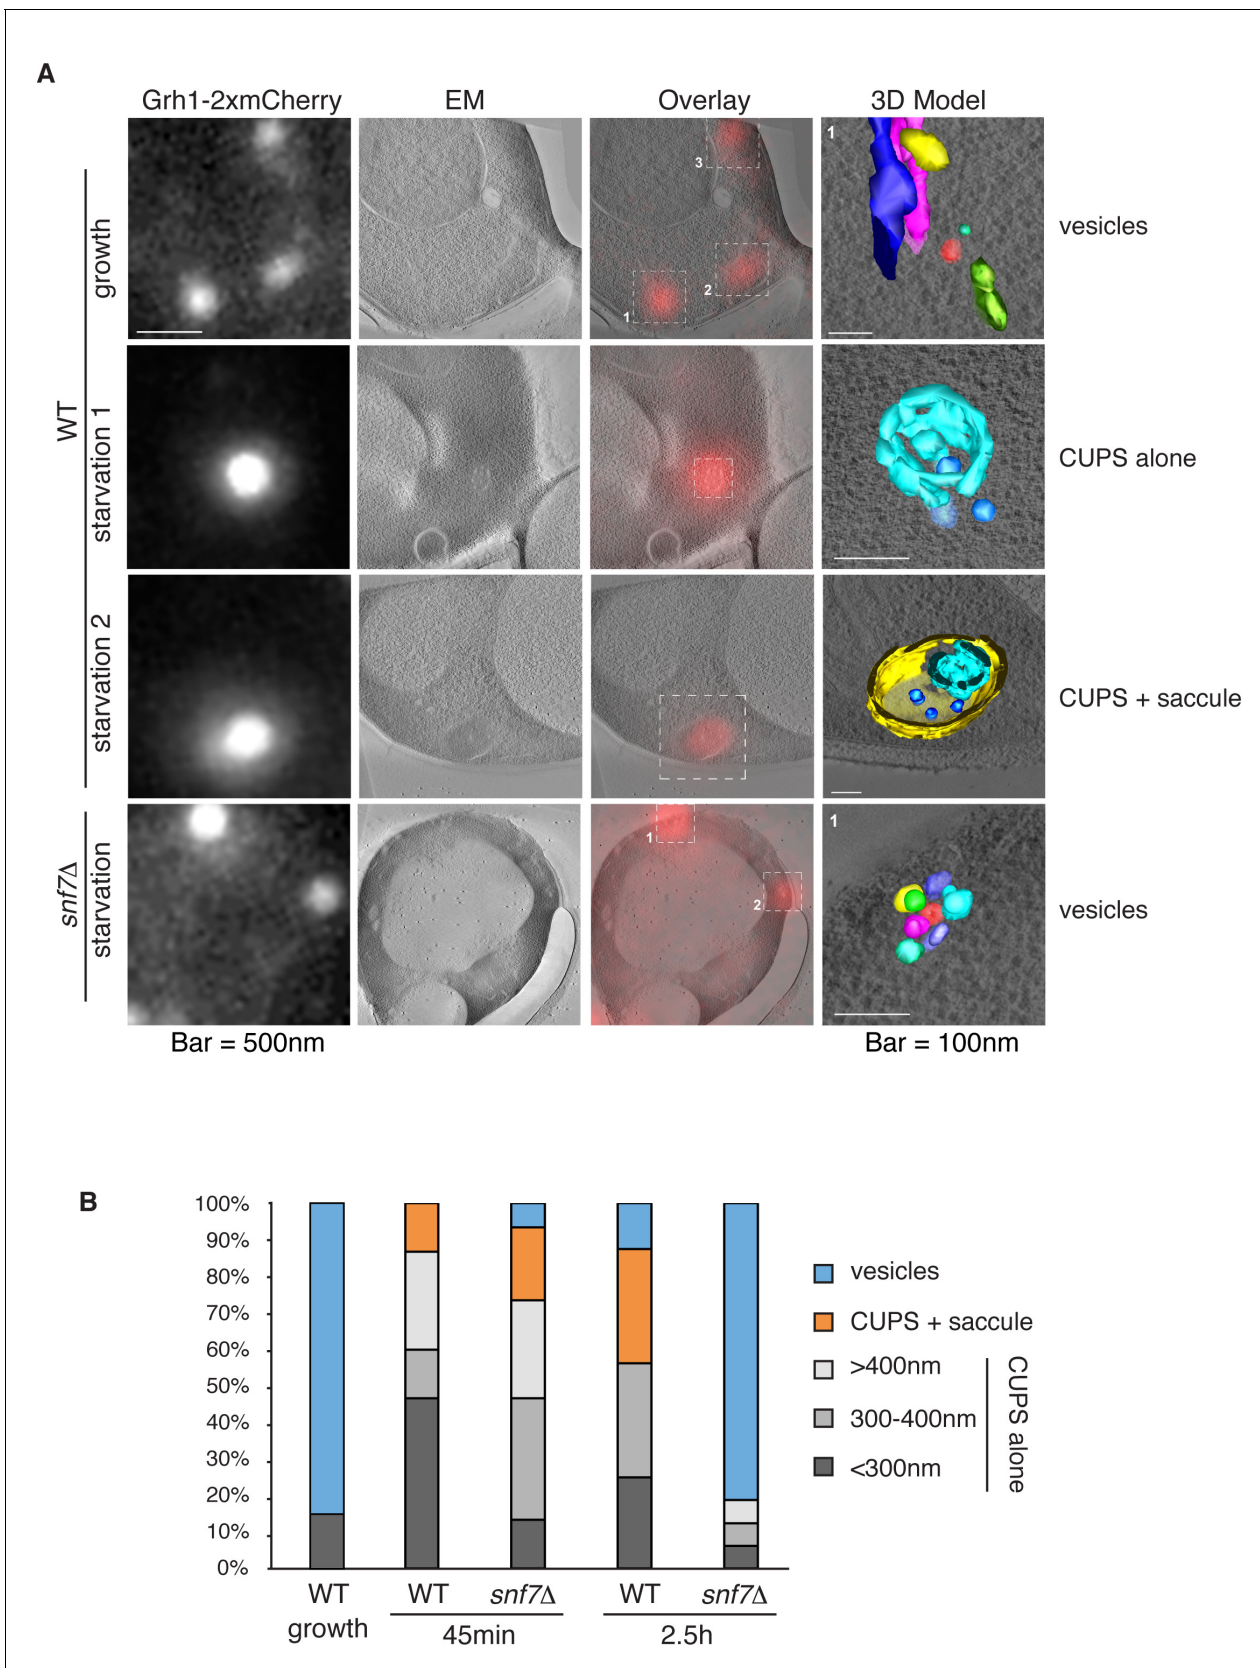 A
Grh1-2xmCherry
EM
Overlay
3D Model
WT
growth
3
2
1
1
vesicles
starvation 1
CUPS alone
starvation 2
CUPS + saccule
snf7Δ
starvation
1
2
1
vesicles
Bar = 500nm
Bar = 100nm
B
100%
90%
80%
70%
60%
50%
40%
30%
20%
10%
0%
vesicles
CUPS + saccule
>400nm
300-400nm
<300nm
CUPS alone
WT
WT
snf7Δ
WT
snf7Δ
growth
45min
2.5h